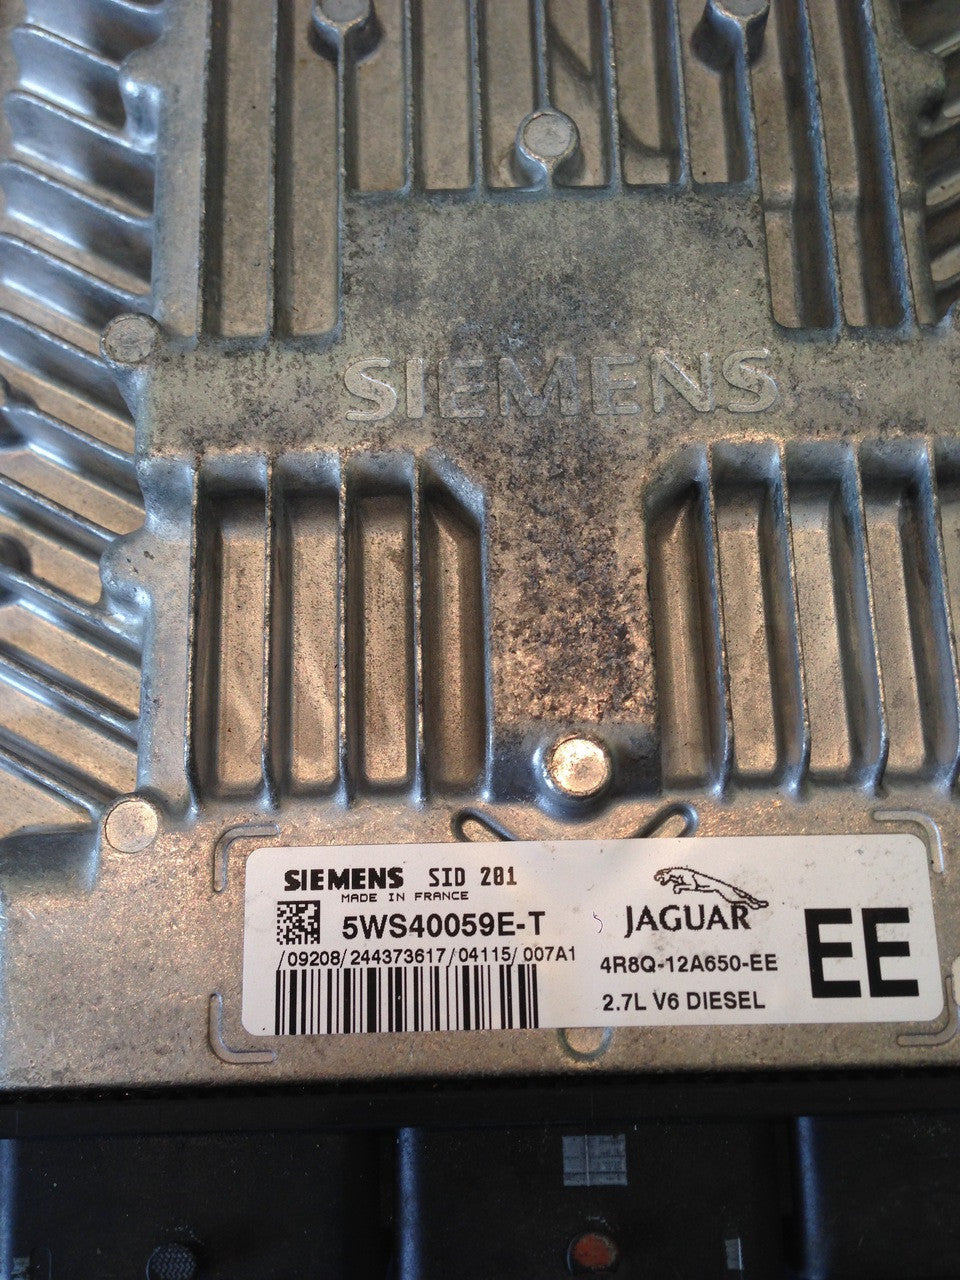 SIEMENS
SIEMENS SID 201
MADE IN FRANCE
5WS40059E-T
/09208/244373617/04115/007A1
JAGUAR
4R8Q-12A650-EE
2.7L V6 DIESEL
EE